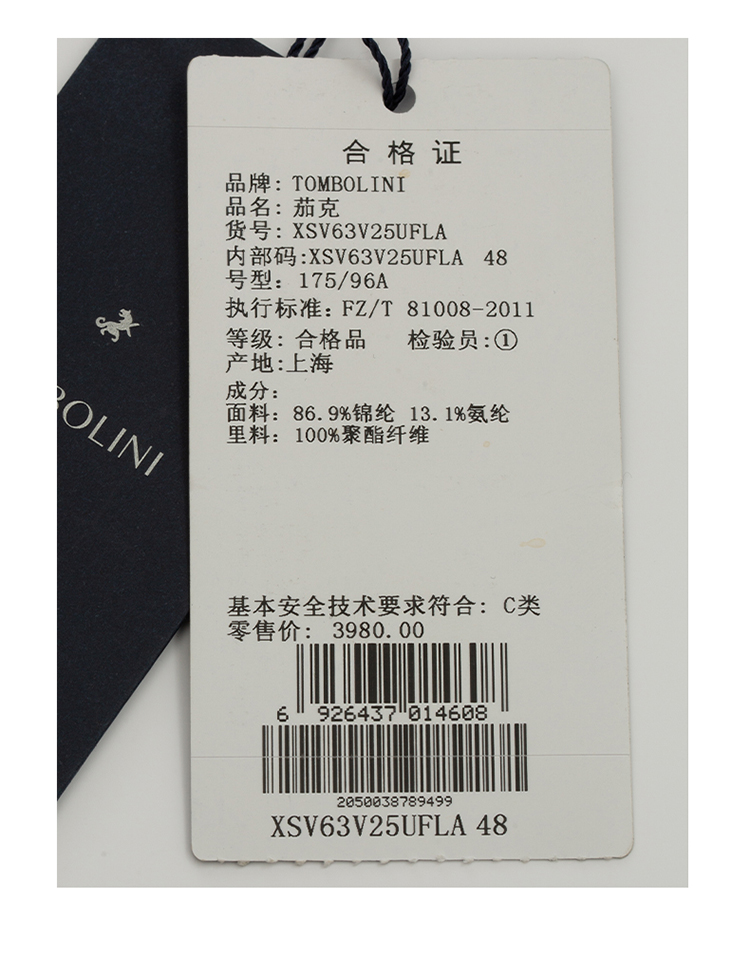 合格证
品牌: TOMBOLINI
品名: 茄克
货号: XSV63V25UFLA
内部码:XSV63V25UFLA 48
号型: 175/96A
执行标准: FZ/T 81008-2011
等级: 合格品 检验员:①
产地:上海
成分:
面料: 86.9%锦纶 13.1%氨纶
里料: 100%聚酯纤维
基本安全技术要求符合: C类
零售价: 3980.00
6 926437 014608
2050038789499
XSV63V25UFLA 48
BOLINI